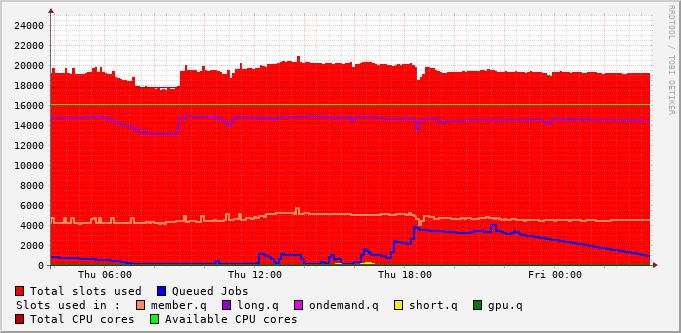 24000
22000
20000
18000
16000
14000
12000
10000
8000
6000
4000
2000
0
Thu 06:00 Thu 12:00 Thu 18:00 Fri 00:00
Total slots used Queued Jobs
Slots used in : member.q long.q ondemand.q short.q gpu.q
Total CPU cores Available CPU cores
RRDTOOL / TOBI OETIKER